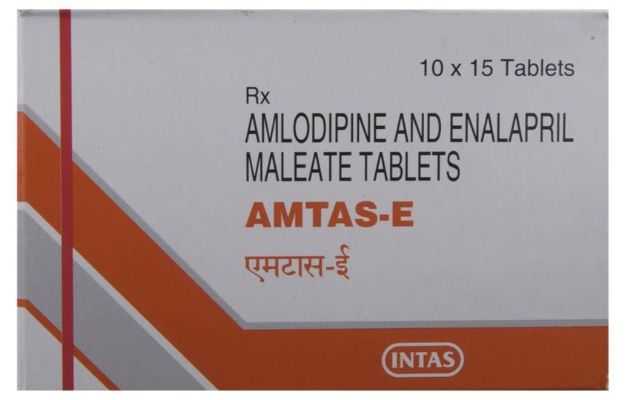 10 x 15 Tablets
Rx
AMLODIPINE AND ENALAPRIL
MALEATE TABLETS
AMTAS-E
एमटास-ई
INTAS